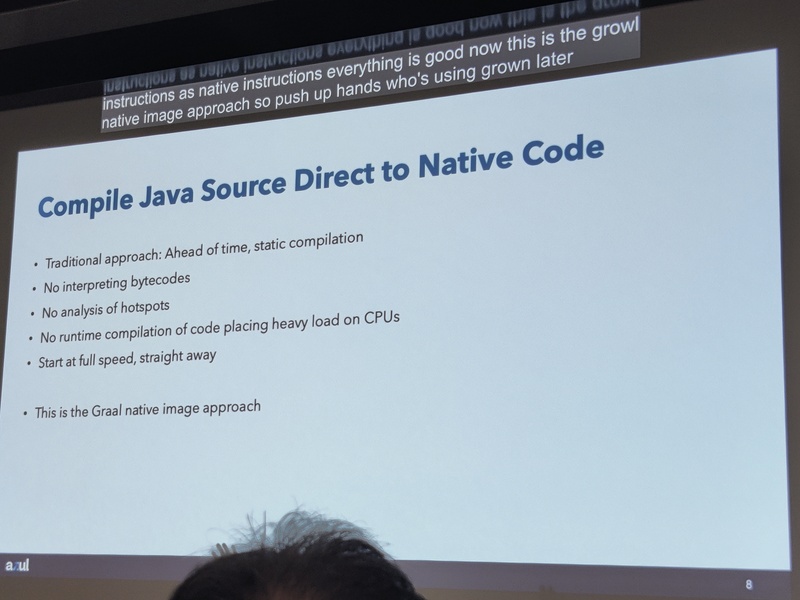 instructions as native instructions everything is good now this is the growl
native image approach so push up hands who's using grown later
Compile Java Source Direct to Native Code
• Traditional approach: Ahead of time, static compilation
• No interpreting bytecodes
• No analysis of hotspots
• No runtime compilation of code placing heavy load on CPUs
• Start at full speed, straight away
• This is the Graal native image approach
azul
8